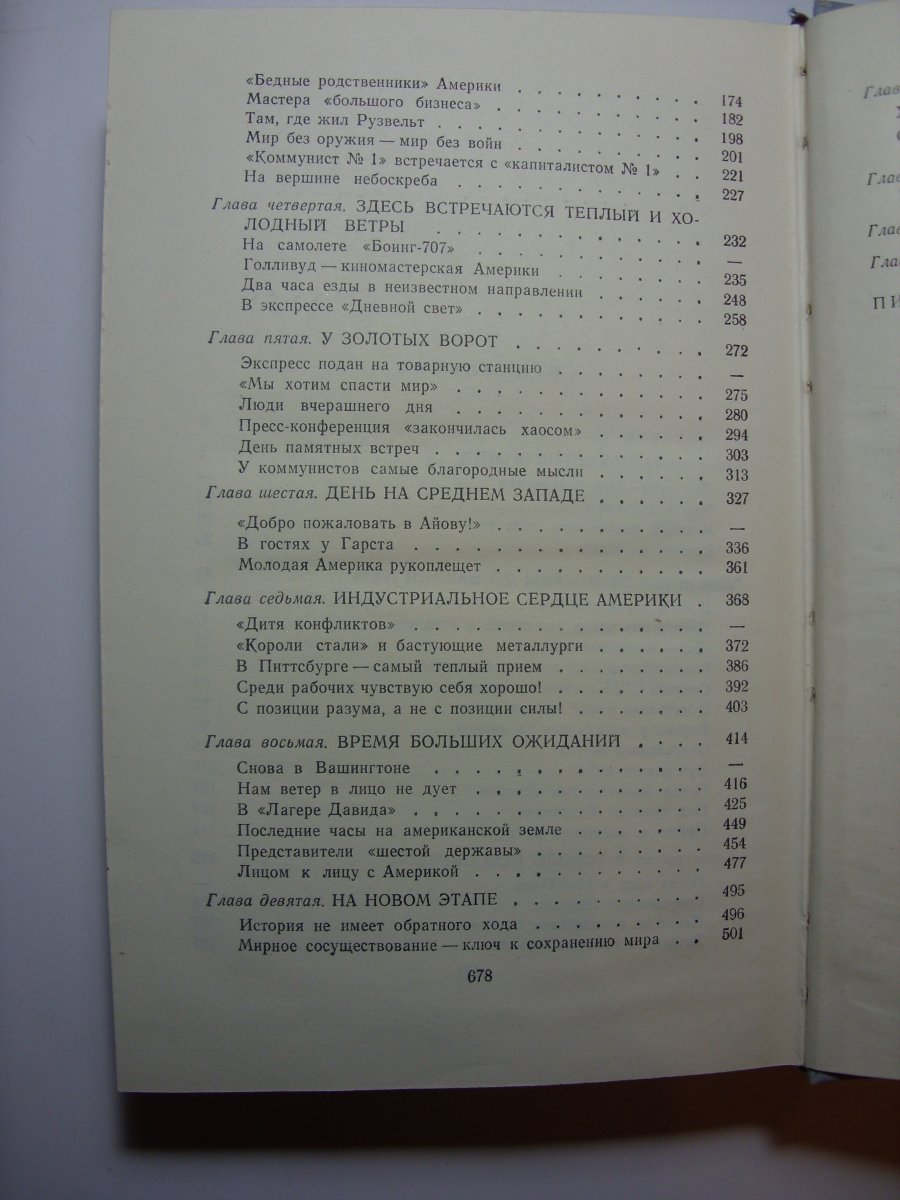 «Бедные родственники» Америки . . . . . . . . . 174
Мастера «большого бизнеса» . . . . . . . . . . 182
Там, где жил Рузвельт . . . . . . . . . . . . 198
Мир без оружия — мир без войн . . . . . . . . 201
«Коммунист № 1» встречается с «капиталистом № 1» . . 221
На вершине небоскреба . . . . . . . . . . . 227
Глава четвертая. ЗДЕСЬ ВСТРЕЧАЮТСЯ ТЕПЛЫЙ И ХО-
ЛОДНЫЙ ВЕТРЫ . . . . . . . . . . . . 232
На самолете «Боинг-707» . . . . . . . . . . —
Голливуд — киномастерская Америки . . . . . . . 235
Два часа езды в неизвестном направлении . . . . . 248
В экспрессе «Дневной свет» . . . . . . . . . . 258
Глава пятая. У ЗОЛОТЫХ ВОРОТ . . . . . . . . 272
Экспресс подан на товарную станцию . . . . . . . —
«Мы хотим спасти мир» . . . . . . . . . . . 275
Люди вчерашнего дня . . . . . . . . . . . 280
Пресс-конференция «закончилась хаосом» . . . . . . 294
День памятных встреч . . . . . . . . . . . . 303
У коммунистов самые благородные мысли . . . . . . 313
Глава шестая. ДЕНЬ НА СРЕДНЕМ ЗАПАДЕ . . . . . . 327
«Добро пожаловать в Айову!» . . . . . . . . . . —
В гостях у Гарста . . . . . . . . . . . . . . 336
Молодая Америка рукоплещет . . . . . . . . . . 361
Глава седьмая. ИНДУСТРИАЛЬНОЕ СЕРДЦЕ АМЕРИКИ . 368
«Дитя конфликтов» . . . . . . . . . . . . . —
«Короли стали» и бастующие металлурги . . . . . . 372
В Питтсбурге — самый теплый прием . . . . . . . 386
Среди рабочих чувствую себя хорошо! . . . . . . . 392
С позиции разума, а не с позиции силы! . . . . . . 403
Глава восьмая. ВРЕМЯ БОЛЬШИХ ОЖИДАНИЙ . . . . 414
Снова в Вашингтоне . . . . . . . . . . . . —
Нам ветер в лицо не дует . . . . . . . . . . . 416
В «Лагере Давида» . . . . . . . . . . . . . 425
Последние часы на американской земле . . . . . . . 449
Представители «шестой державы» . . . . . . . . 454
Лицом к лицу с Америкой . . . . . . . . . . . 477
Глава девятая. НА НОВОМ ЭТАПЕ . . . . . . . . 495
История не имеет обратного хода . . . . . . . . 496
Мирное сосуществование — ключ к сохранению мира . . 501
678
Глав
Глав
Глав
Глав
ПИ